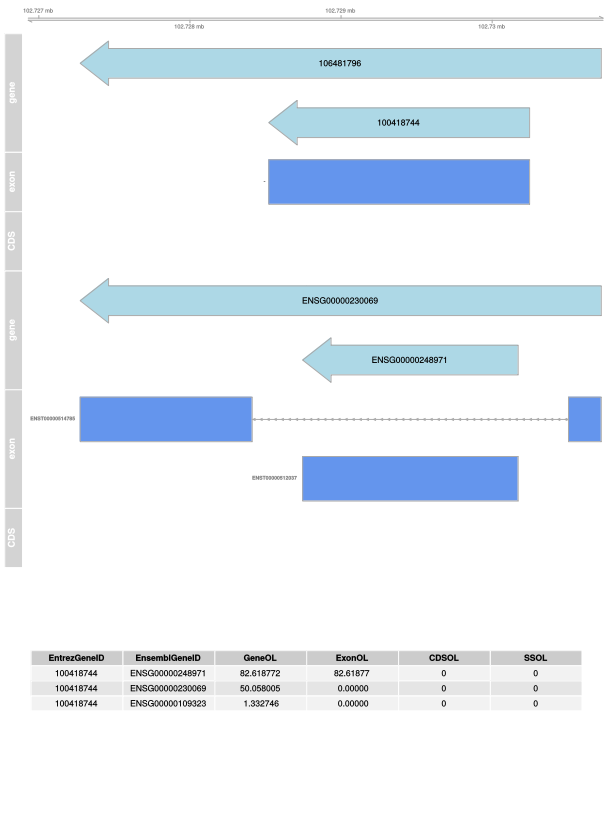 102.727 mb
102.729 mb
102.728 mb
102.73 mb
gene
106481796
100418744
exon
-
CDS
gene
ENSG00000230069
ENSG00000248971
exon
ENST00000514785
ENST00000512037
CDS
EntrezGeneID EnsemblGeneID GeneOL ExonOL CDSOL SSOL
100418744 ENSG00000248971 82.618772 82.61877 0 0
100418744 ENSG00000230069 50.058005 0.00000 0 0
100418744 ENSG00000109323 1.332746 0.00000 0 0